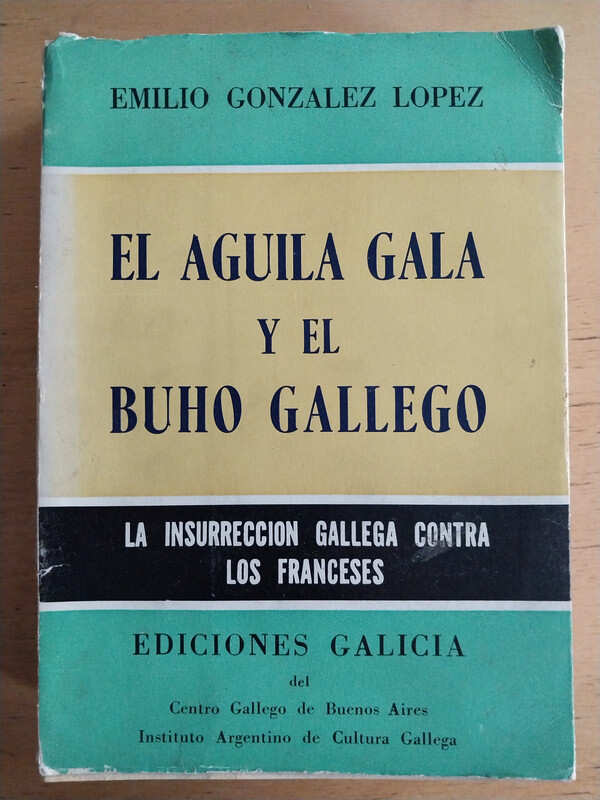 EMILIO GONZALEZ LOPEZ
EL AGUILA GALA
Y EL
BUHO GALLEGO
LA INSURRECCION GALLEGA CONTRA
LOS FRANCESES
EDICIONES GALICIA
del
Centro Gallego de Buenos Aires
Instituto Argentino de Cultura Gallega